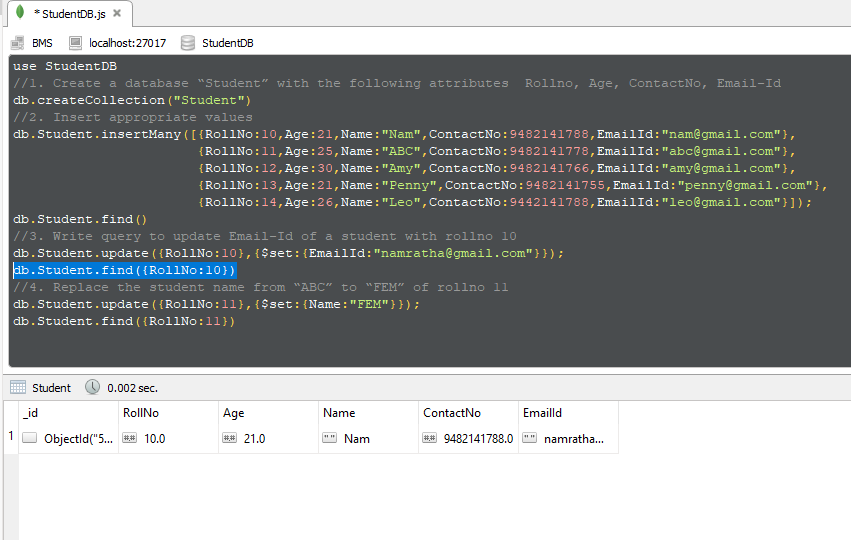 * StudentDB.js
BMS localhost:27017 StudentDB
use StudentDB
//1. Create a database “Student” with the following attributes  Rollno, Age, ContactNo, Email-Id
db.createCollection("Student")
//2. Insert appropriate values
db.Student.insertMany([{RollNo:10,Age:21,Name:"Nam",ContactNo:9482141788,EmailId:"nam@gmail.com"},
{RollNo:11,Age:25,Name:"ABC",ContactNo:9482141778,EmailId:"abc@gmail.com"},
{RollNo:12,Age:30,Name:"Amy",ContactNo:9482141766,EmailId:"amy@gmail.com"},
{RollNo:13,Age:21,Name:"Penny",ContactNo:9482141755,EmailId:"penny@gmail.com"},
{RollNo:14,Age:26,Name:"Leo",ContactNo:9442141788,EmailId:"leo@gmail.com"}]);
db.Student.find()
//3. Write query to update Email-Id of a student with rollno 10
db.Student.update({RollNo:10},{$set:{EmailId:"namratha@gmail.com"}});
db.Student.find({RollNo:10})
//4. Replace the student name from “ABC” to “FEM” of rollno 11
db.Student.update({RollNo:11},{$set:{Name:"FEM"}});
db.Student.find({RollNo:11})
Student 0.002 sec.
_id RollNo Age Name ContactNo EmailId
1 ObjectId("5... 10.0 21.0 Nam 9482141788.0 namratha...